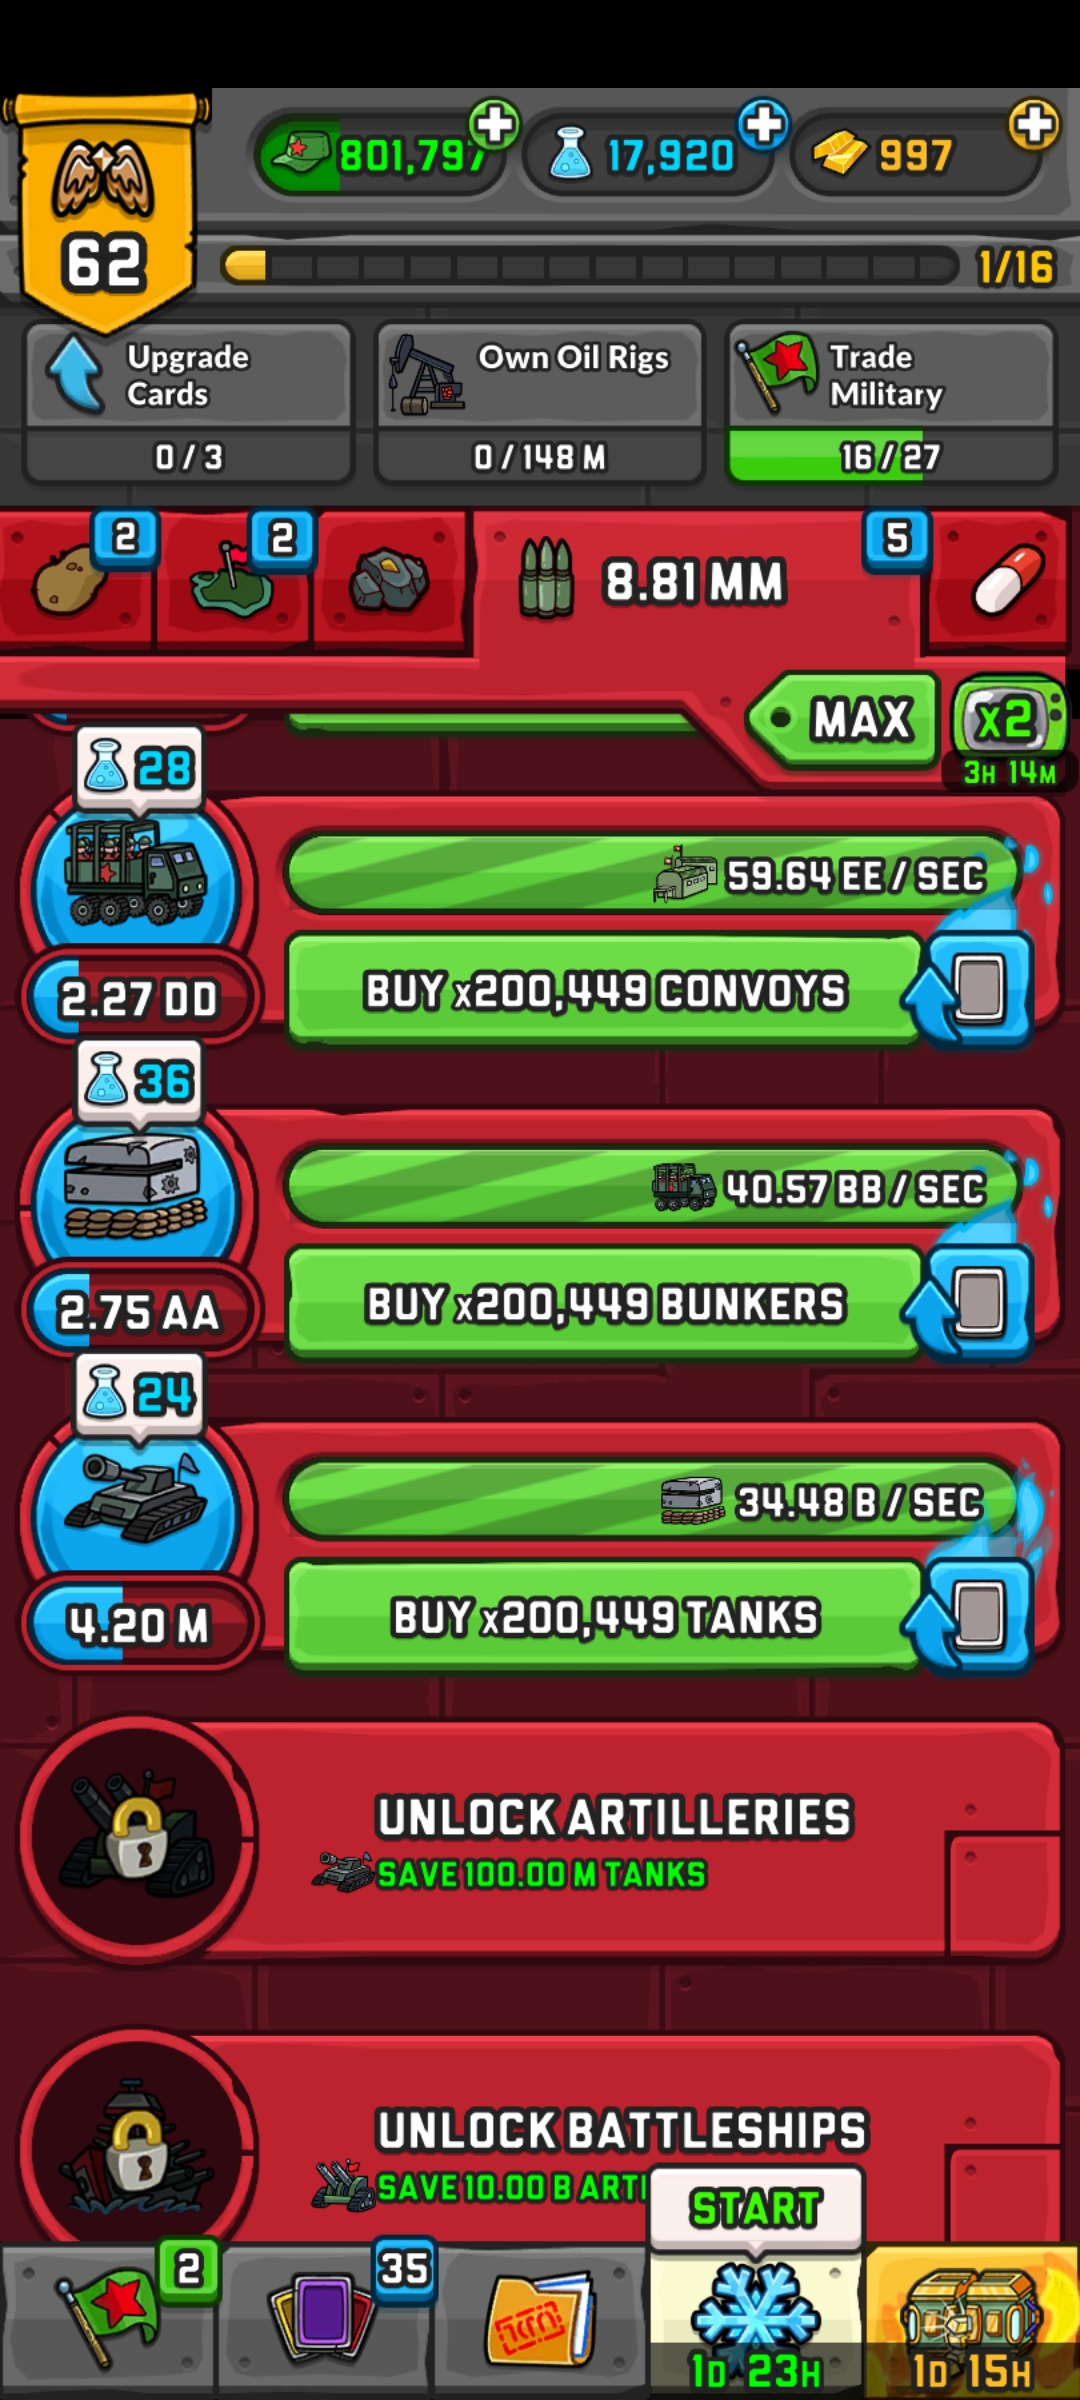 801,797
17,920
997
62
1/16
Upgrade
Cards
0 / 3
Own Oil Rigs
0 / 148 M
Trade
Military
16 / 27
2
2
8.81 MM
5
MAX
x2
3H 14M
28
59.64 EE / SEC
2.27 DD
BUY x200,449 CONVOYS
36
40.57 BB / SEC
2.75 AA
BUY x200,449 BUNKERS
24
34.48 B / SEC
4.20 M
BUY x200,449 TANKS
UNLOCK ARTILLERIES
SAVE 100.00 M TANKS
UNLOCK BATTLESHIPS
SAVE 10.00 B ARTI
START
2
35
1D 23H
1D 15H